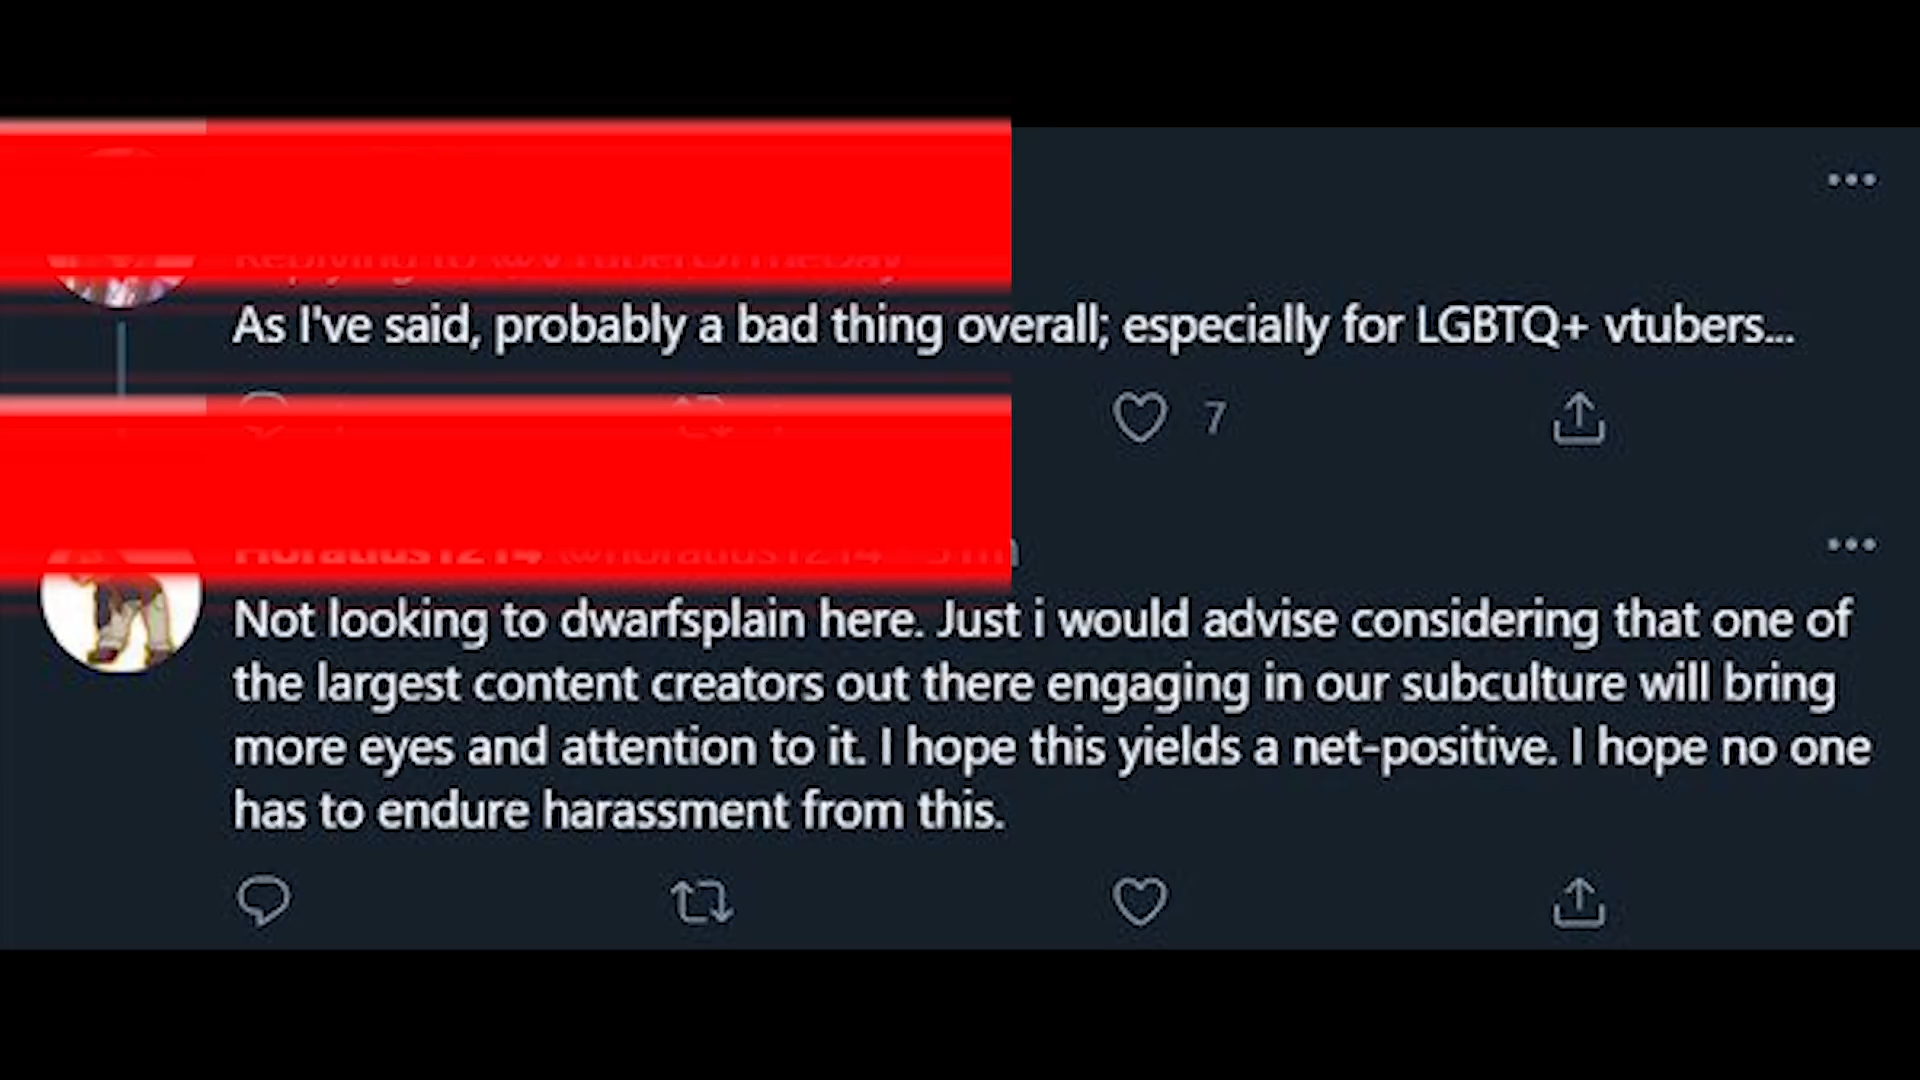 As I've said, probably a bad thing overall; especially for LGBTQ+ vtubers...
7
Not looking to dwarfsplain here. Just i would advise considering that one of
the largest content creators out there engaging in our subculture will bring
more eyes and attention to it. I hope this yields a net-positive. I hope no one
has to endure harassment from this.